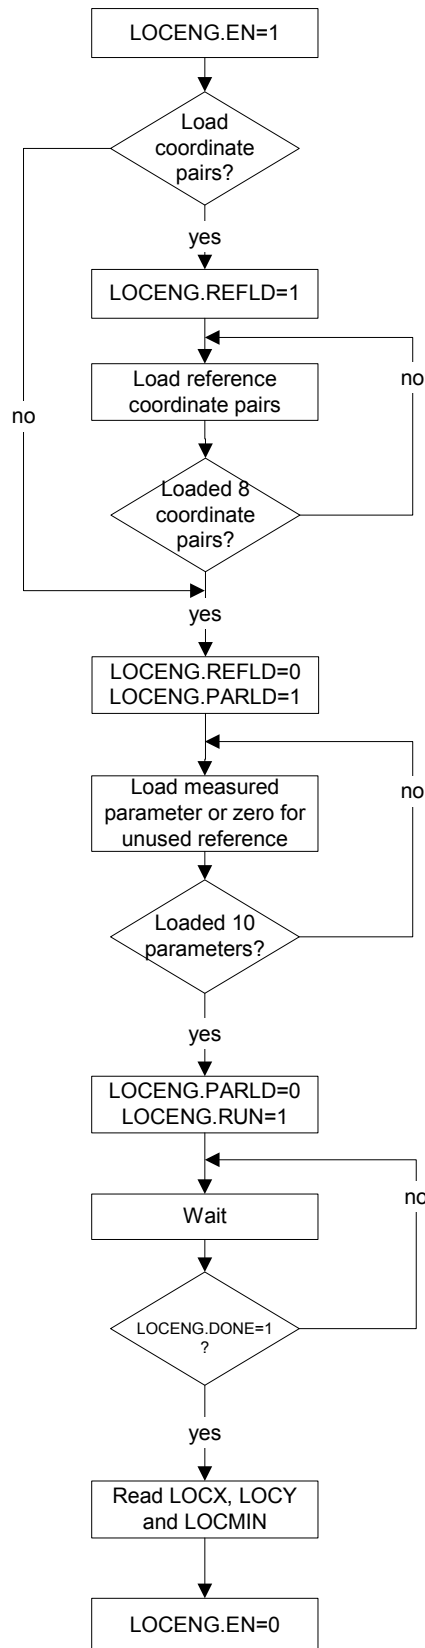 LOCENG.EN=1
Load
coordinate
pairs?
yes
LOCENG.REFLD=1
no
Load reference
coordinate pairs
no
Loaded 8
coordinate
pairs?
yes
LOCENG.REFLD=0
LOCENG.PARLD=1
Load measured
parameter or zero for
unused reference
no
Loaded 10
parameters?
yes
LOCENG.PARLD=0
LOCENG.RUN=1
no
Wait
LOCENG.DONE=1
?
yes
Read LOCX, LOCY
and LOCMIN
LOCENG.EN=0